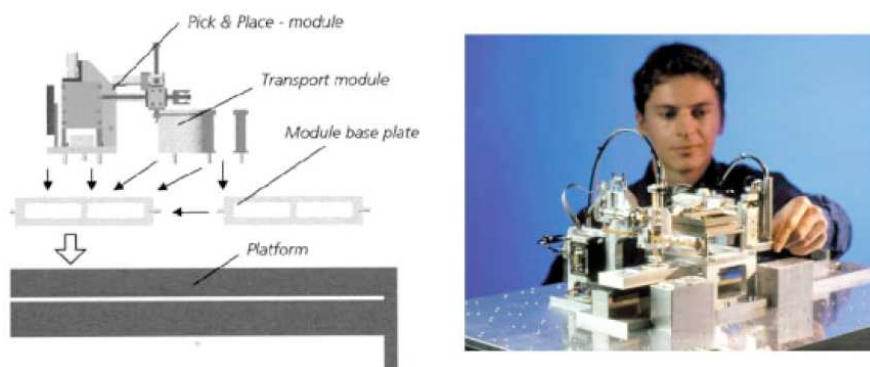 Pick & Place - module
Transport module
Module base plate
Platform